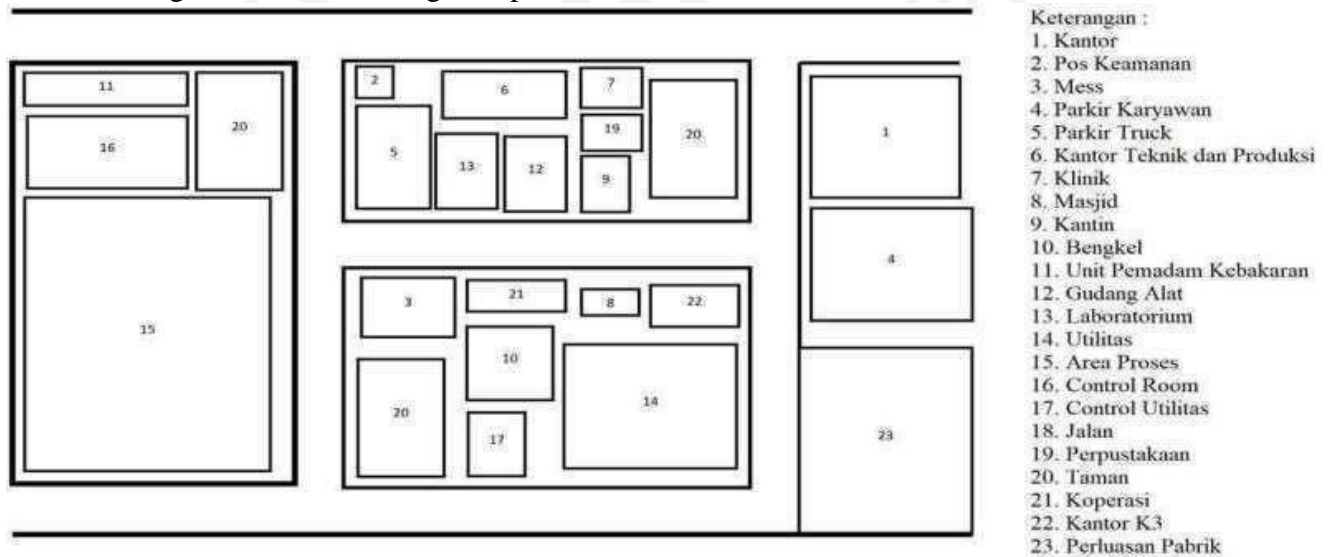 Keterangan :
1. Kantor
2. Pos Keamanan
3. Mess
4. Parkir Karyawan
5. Parkir Truck
6. Kantor Teknik dan Produksi
7. Klinik
8. Masjid
9. Kantin
10. Bengkel
11. Unit Pemadam Kebakaran
12. Gudang Alat
13. Laboratorium
14. Utilitas
15. Area Proses
16. Control Room
17. Control Utilitas
18. Jalan
19. Perpustakaan
20. Taman
21. Koperasi
22. Kantor K3
23. Perluasan Pabrik
11
20
16
15
2
6
7
19
20
5
13
12
9
1
4
3
21
8
22
10
20
17
14
23